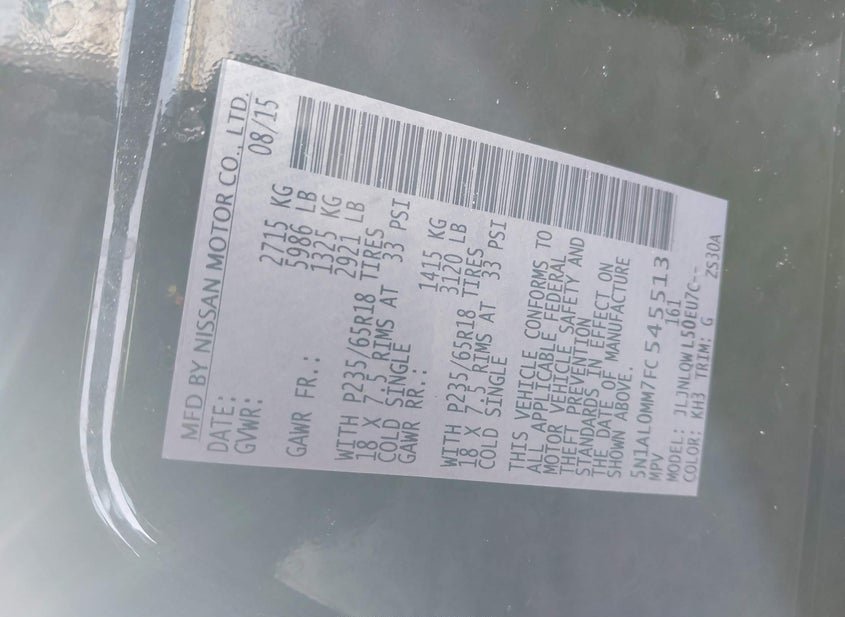 MFD BY NISSAN MOTOR CO., LTD.
DATE: 08/15
GVWR: 2715 KG
5986 LB
GAWR FR.: 1325 KG
2921 LB
WITH P235/65R18 TIRES
18 X 7.5 RIMS AT 33 PSI
COLD SINGLE
GAWR RR.: 1415 KG
3120 LB
WITH P235/65R18 TIRES
18 X 7.5 RIMS AT 33 PSI
COLD SINGLE
THIS VEHICLE CONFORMS TO
ALL APPLICABLE FEDERAL
MOTOR VEHICLE SAFETY AND
THEFT PREVENTION
STANDARDS IN EFFECT ON
THE DATE OF MANUFACTURE
SHOWN ABOVE.
5N1AL0MM7FC545513
MPV 161
MODEL: JLJNLQWL50EU7C--
COLOR: KH3 TRIM: G ZS30A